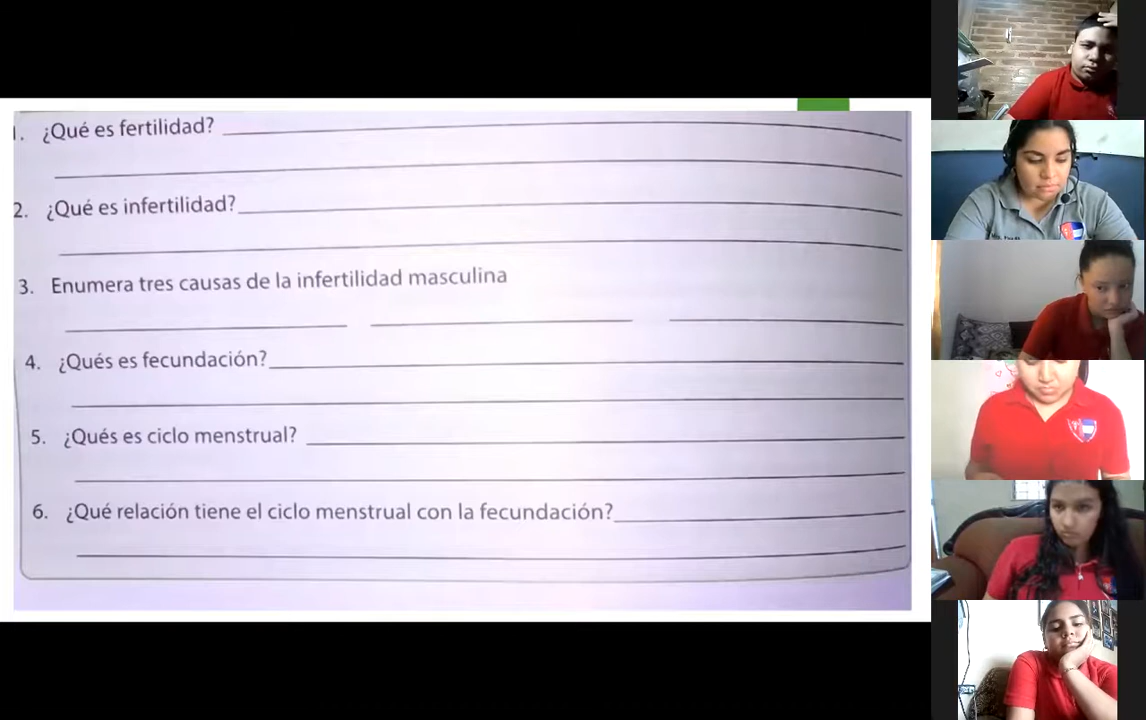 1. ¿Qué es fertilidad?
2. ¿Qué es infertilidad?
3. Enumera tres causas de la infertilidad masculina
4. ¿Qués es fecundación?
5. ¿Qués es ciclo menstrual?
6. ¿Qué relación tiene el ciclo menstrual con la fecundación?